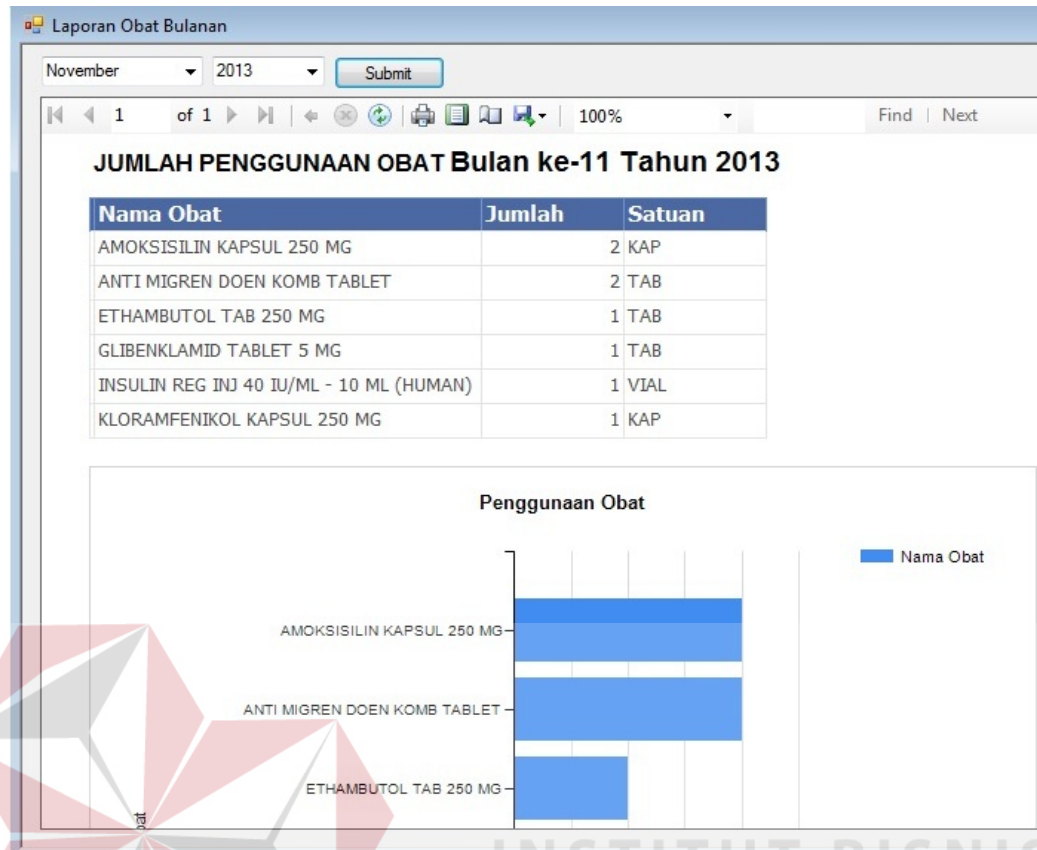 Laporan Obat Bulanan
November 2013 Submit
1 of 1 100% Find | Next
JUMLAH PENGGUNAAN OBAT Bulan ke-11 Tahun 2013
Nama Obat Jumlah Satuan
AMOKSISILIN KAPSUL 250 MG 2 KAP
ANTI MIGREN DOEN KOMB TABLET 2 TAB
ETHAMBUTOL TAB 250 MG 1 TAB
GLIBENKLAMID TABLET 5 MG 1 TAB
INSULIN REG INJ 40 IU/ML - 10 ML (HUMAN) 1 VIAL
KLORAMFENIKOL KAPSUL 250 MG 1 KAP
Penggunaan Obat
Nama Obat
AMOKSISILIN KAPSUL 250 MG
ANTI MIGREN DOEN KOMB TABLET
ETHAMBUTOL TAB 250 MG
INSTITUT BISNIS